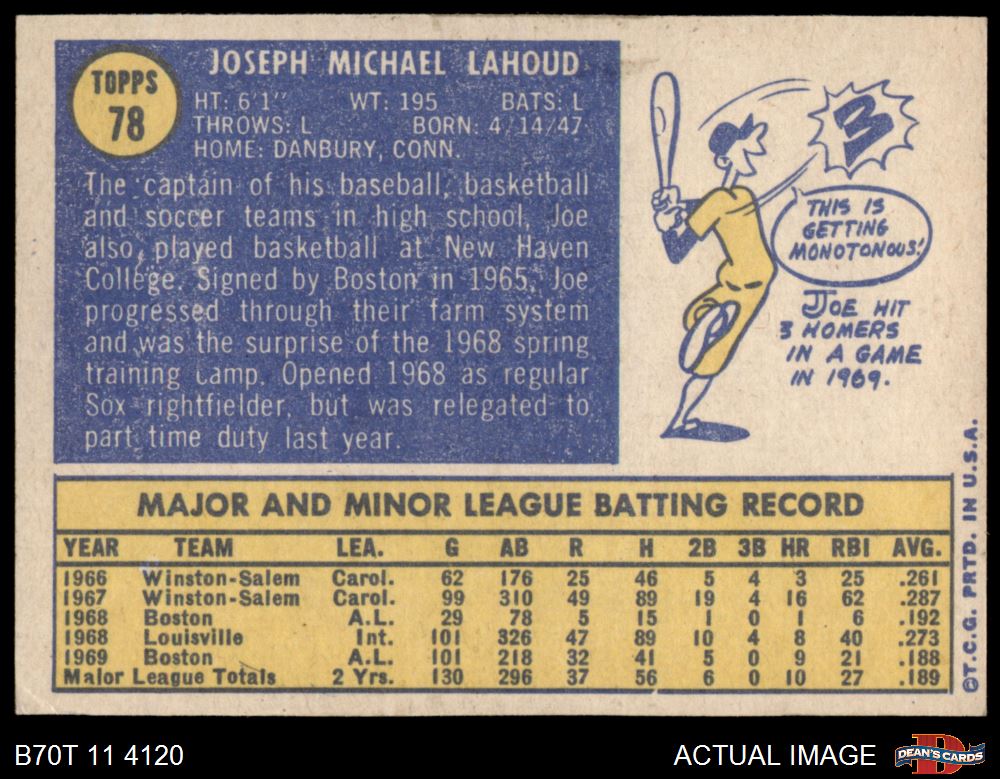 TOPPS
78
JOSEPH MICHAEL LAHOUD
HT: 6'1" WT: 195 BATS: L
THROWS: L BORN: 4/14/47
HOME: DANBURY, CONN.
The captain of his baseball, basketball
and soccer teams in high school, Joe
also played basketball at New Haven
College. Signed by Boston in 1965, Joe
progressed through their farm system
and was the surprise of the 1968 spring
training camp. Opened 1968 as regular
Sox rightfielder, but was relegated to
part time duty last year.
3
THIS IS
GETTING
MONOTONOUS!
JOE HIT
3 HOMERS
IN A GAME
IN 1969.
MAJOR AND MINOR LEAGUE BATTING RECORD
YEAR TEAM LEA. G AB R H 2B 3B HR RBI AVG.
1966 Winston-Salem Carol. 62 176 25 46 5 4 3 25 .261
1967 Winston-Salem Carol. 99 310 49 89 19 4 16 62 .287
1968 Boston A.L. 29 78 5 15 1 0 1 6 .192
1968 Louisville Int. 101 326 47 89 10 4 8 40 .273
1969 Boston A.L. 101 218 32 41 5 0 9 21 .188
Major League Totals 2 Yrs. 130 296 37 56 6 0 10 27 .189
©T.C.G. PRTD. IN U.S.A.
B70T 11 4120 ACTUAL IMAGE
D
DEAN'S CARDS